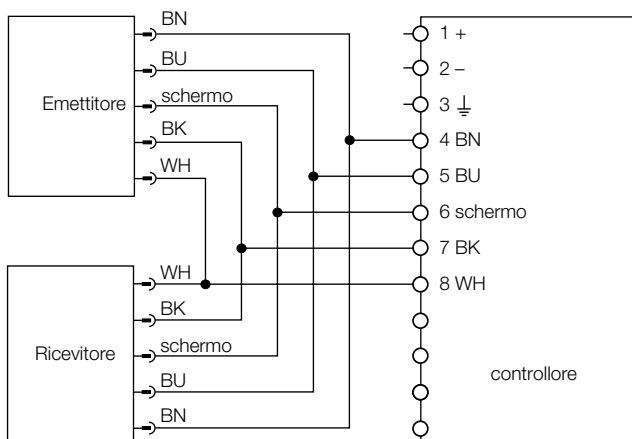 BN
BU
Emettitore
schermo
BK
WH
WH
BK
Ricevitore
schermo
BU
BN
1 +
2 –
3 ⏚
4 BN
5 BU
6 schermo
7 BK
8 WH
controllore